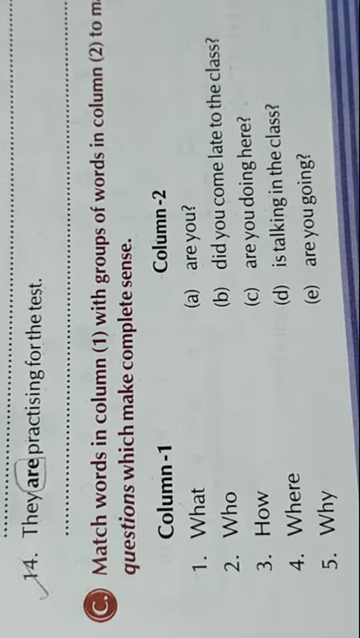 14. They are practising for the test.
C. Match words in column (1) with groups of words in column (2) to
questions which make complete sense.
Column-1 Column-2
1. What (a) are you?
2. Who (b) did you come late to the class?
3. How (c) are you doing here?
4. Where (d) is talking in the class?
5. Why (e) are you going?